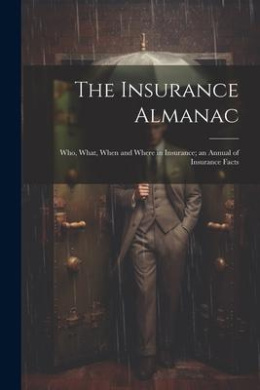 The Insurance
Almanac
Who, What, When and Where in Insurance; an Annual of
Insurance Facts